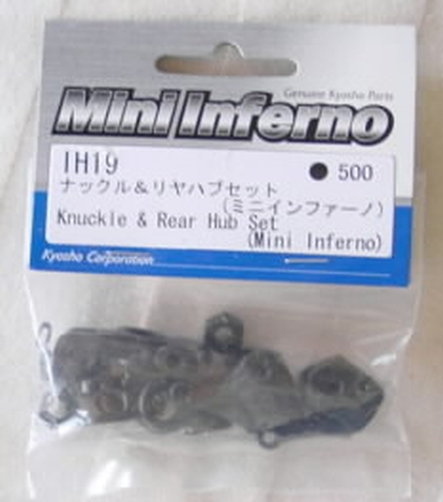 Genuine Kyosho Parts
Mini Inferno
IH19
● 500
ナックル＆リヤハブセット
(ミニインファーノ)
Knuckle & Rear Hub Set
(Mini Inferno)
Kyosho Corporation